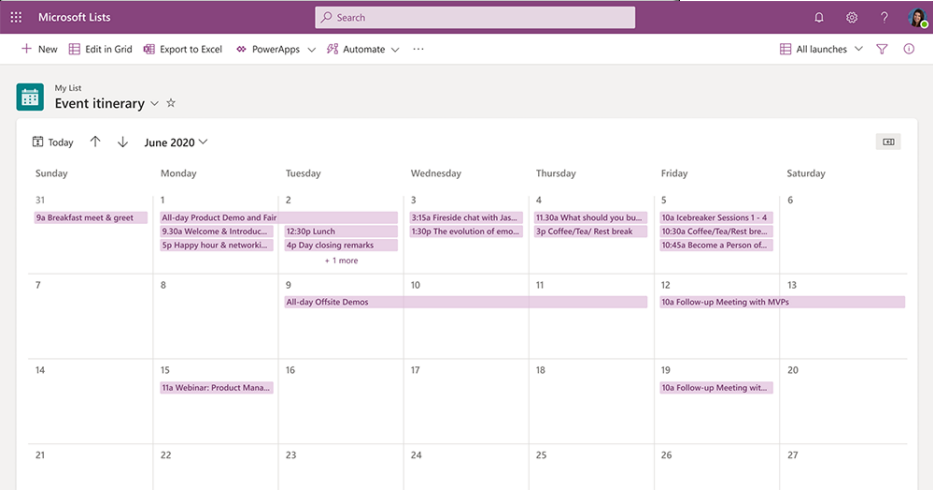 Microsoft Lists
Search
?
+ New Edit in Grid Export to Excel PowerApps Automate ... All launches
My List
Event itinerary
Today June 2020
Sunday Monday Tuesday Wednesday Thursday Friday Saturday
31 1 2 3 4 5 6
9a Breakfast meet & greet All-day Product Demo and Fair 3:15a Fireside chat with Jas... 11.30a What should you bu... 10a Icebreaker Sessions 1 - 4
9.30a Welcome & Introduc... 12:30p Lunch 1:30p The evolution of emo... 3p Coffee/Tea/ Rest break 10:30a Coffee/Tea/Rest bre...
5p Happy hour & networki... 4p Day closing remarks 10:45a Become a Person of...
+ 1 more
7 8 9 10 11 12 13
All-day Offsite Demos 10a Follow-up Meeting with MVPs
14 15 16 17 18 19 20
11a Webinar: Product Mana... 10a Follow-up Meeting wit...
21 22 23 24 25 26 27